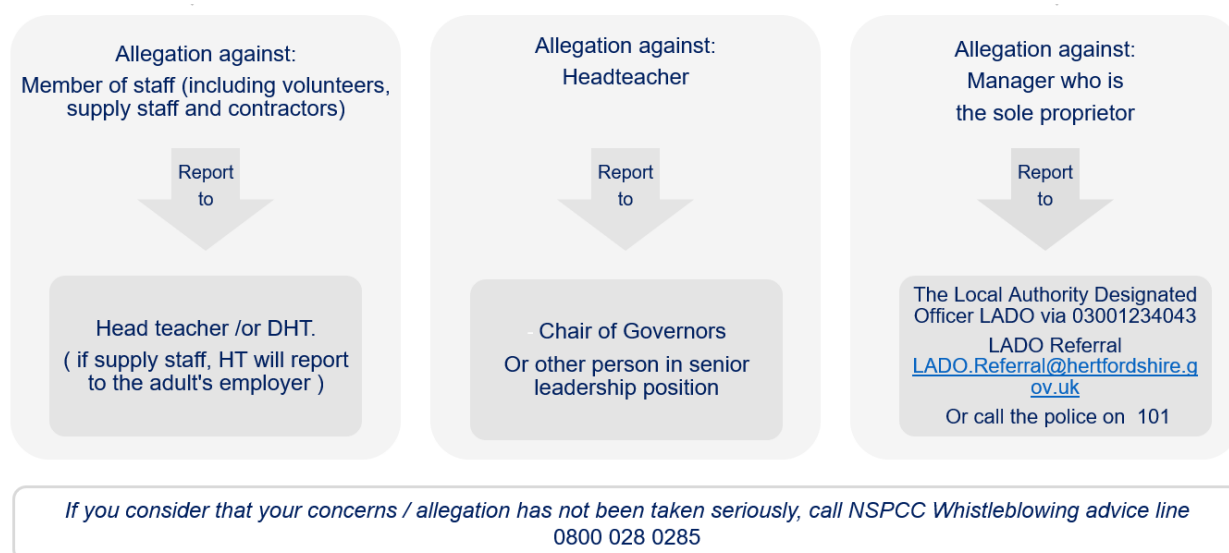 Allegation against:
Member of staff (including volunteers,
supply staff and contractors)
Report
to
Head teacher /or DHT.
( if supply staff, HT will report
to the adult's employer )
Allegation against:
Headteacher
Report
to
- Chair of Governors
Or other person in senior
leadership position
Allegation against:
Manager who is
the sole proprietor
Report
to
The Local Authority Designated
Officer LADO via 03001234043
LADO Referral
LADO.Referral@hertfordshire.g
ov.uk
Or call the police on  101
If you consider that your concerns / allegation has not been taken seriously, call NSPCC Whistleblowing advice line
0800 028 0285